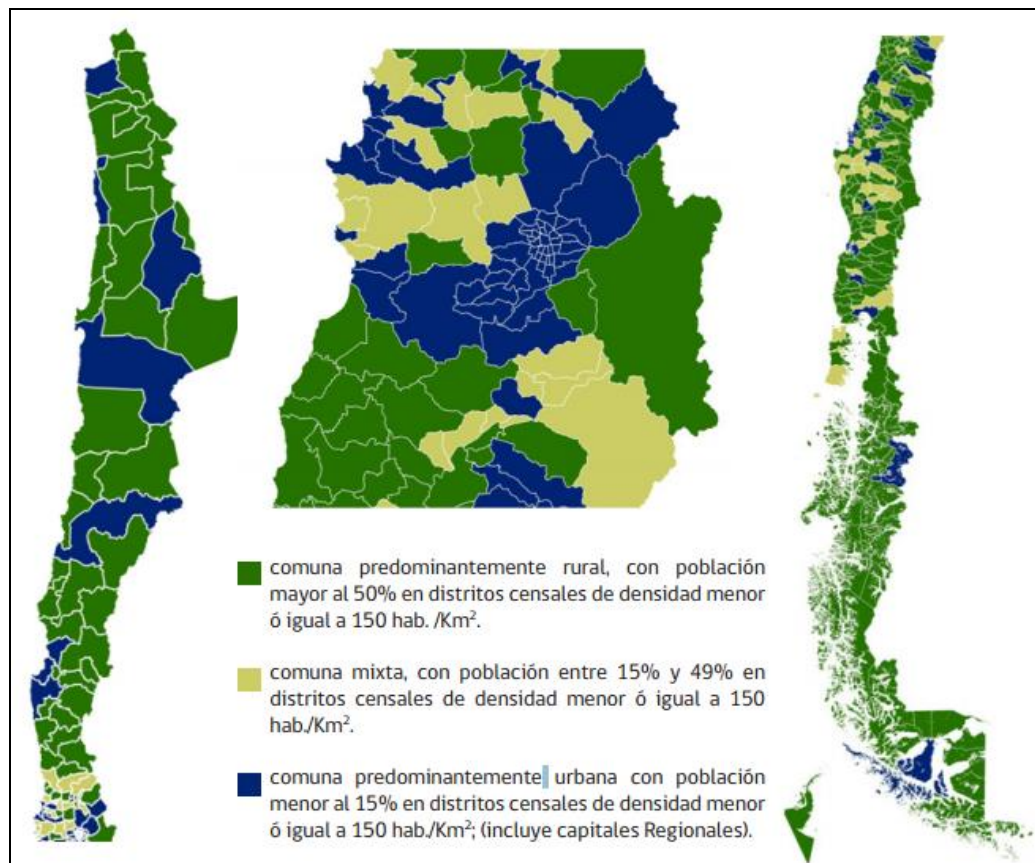 comuna predominantemente rural, con población
mayor al 50% en distritos censales de densidad menor
ó igual a 150 hab. /Km².
comuna mixta, con población entre 15% y 49% en
distritos censales de densidad menor ó igual a 150
hab./Km².
comuna predominantemente urbana con población
menor al 15% en distritos censales de densidad menor
ó igual a 150 hab./Km²; (incluye capitales Regionales).